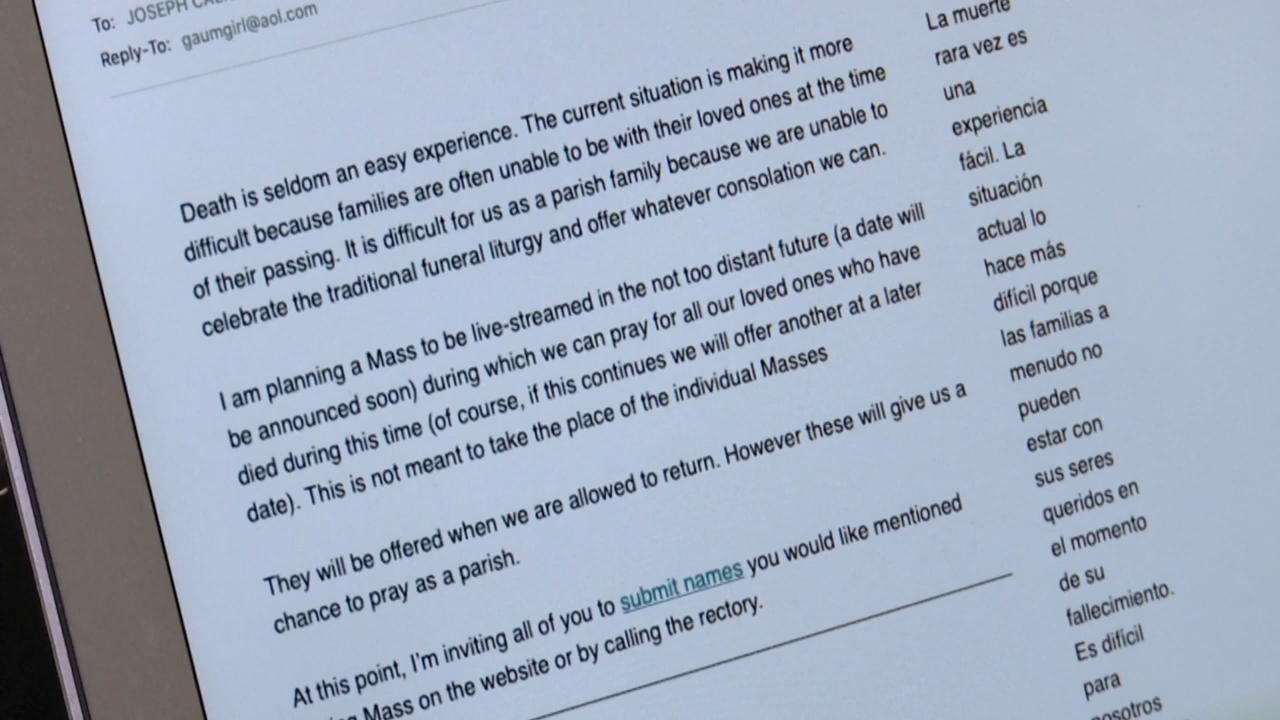 To: JOSEPH
Reply-To: gaumgirl@aol.com
Death is seldom an easy experience. The current situation is making it more
difficult because families are often unable to be with their loved ones at the time
of their passing. It is difficult for us as a parish family because we are unable to
celebrate the traditional funeral liturgy and offer whatever consolation we can.
I am planning a Mass to be live-streamed in the not too distant future (a date will
be announced soon) during which we can pray for all our loved ones who have
died during this time (of course, if this continues we will offer another at a later
date). This is not meant to take the place of the individual Masses
They will be offered when we are allowed to return. However these will give us a
chance to pray as a parish.
At this point, I'm inviting all of you to submit names you would like mentioned
Mass on the website or by calling the rectory.
La muerte
rara vez es
una
experiencia
fácil. La
situación
actual lo
hace más
difícil porque
las familias a
menudo no
pueden
estar con
sus seres
queridos en
el momento
de su
fallecimiento.
Es difícil
para
nosotros